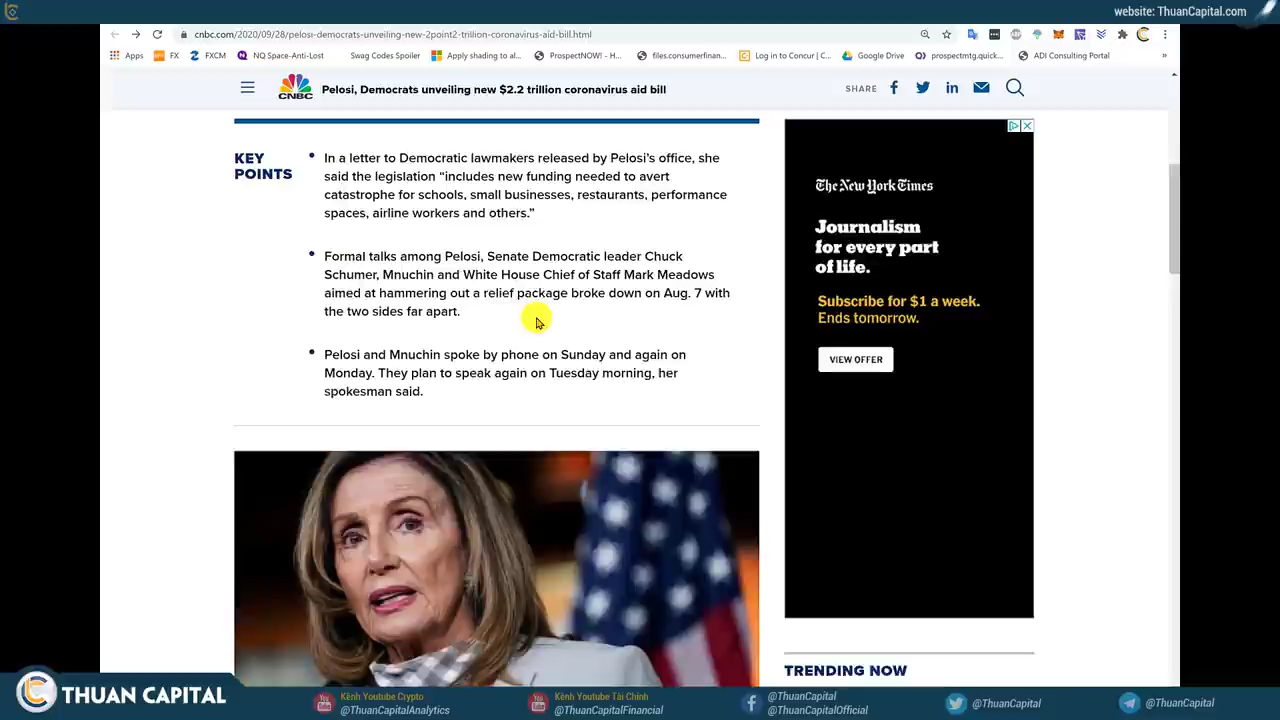 website: ThuanCapital.com
cnbc.com/2020/09/28/pelosi-democrats-unveiling-new-2point2-trillion-coronavirus-aid-bill.html
Apps FX FXCM NQ Space-Anti-Lost Swag Codes Spoiler Apply shading to al... ProspectNOW! - H... files.consumerfinan... Log in to Concur | C... Google Drive prospectmtg.quick... ADI Consulting Portal »
CNBC Pelosi, Democrats unveiling new $2.2 trillion coronavirus aid bill SHARE
KEY POINTS
• In a letter to Democratic lawmakers released by Pelosi’s office, she
said the legislation “includes new funding needed to avert
catastrophe for schools, small businesses, restaurants, performance
spaces, airline workers and others.”
• Formal talks among Pelosi, Senate Democratic leader Chuck
Schumer, Mnuchin and White House Chief of Staff Mark Meadows
aimed at hammering out a relief package broke down on Aug. 7 with
the two sides far apart.
• Pelosi and Mnuchin spoke by phone on Sunday and again on
Monday. They plan to speak again on Tuesday morning, her
spokesman said.
The New York Times
Journalism
for every part
of life.
Subscribe for $1 a week.
Ends tomorrow.
VIEW OFFER
TRENDING NOW
THUAN CAPITAL
Kênh Youtube Crypto
@ThuanCapitalAnalytics
Kênh Youtube Tài Chính
@ThuanCapitalFinancial
@ThuanCapital
@ThuanCapitalOfficial
@ThuanCapital
@ThuanCapital